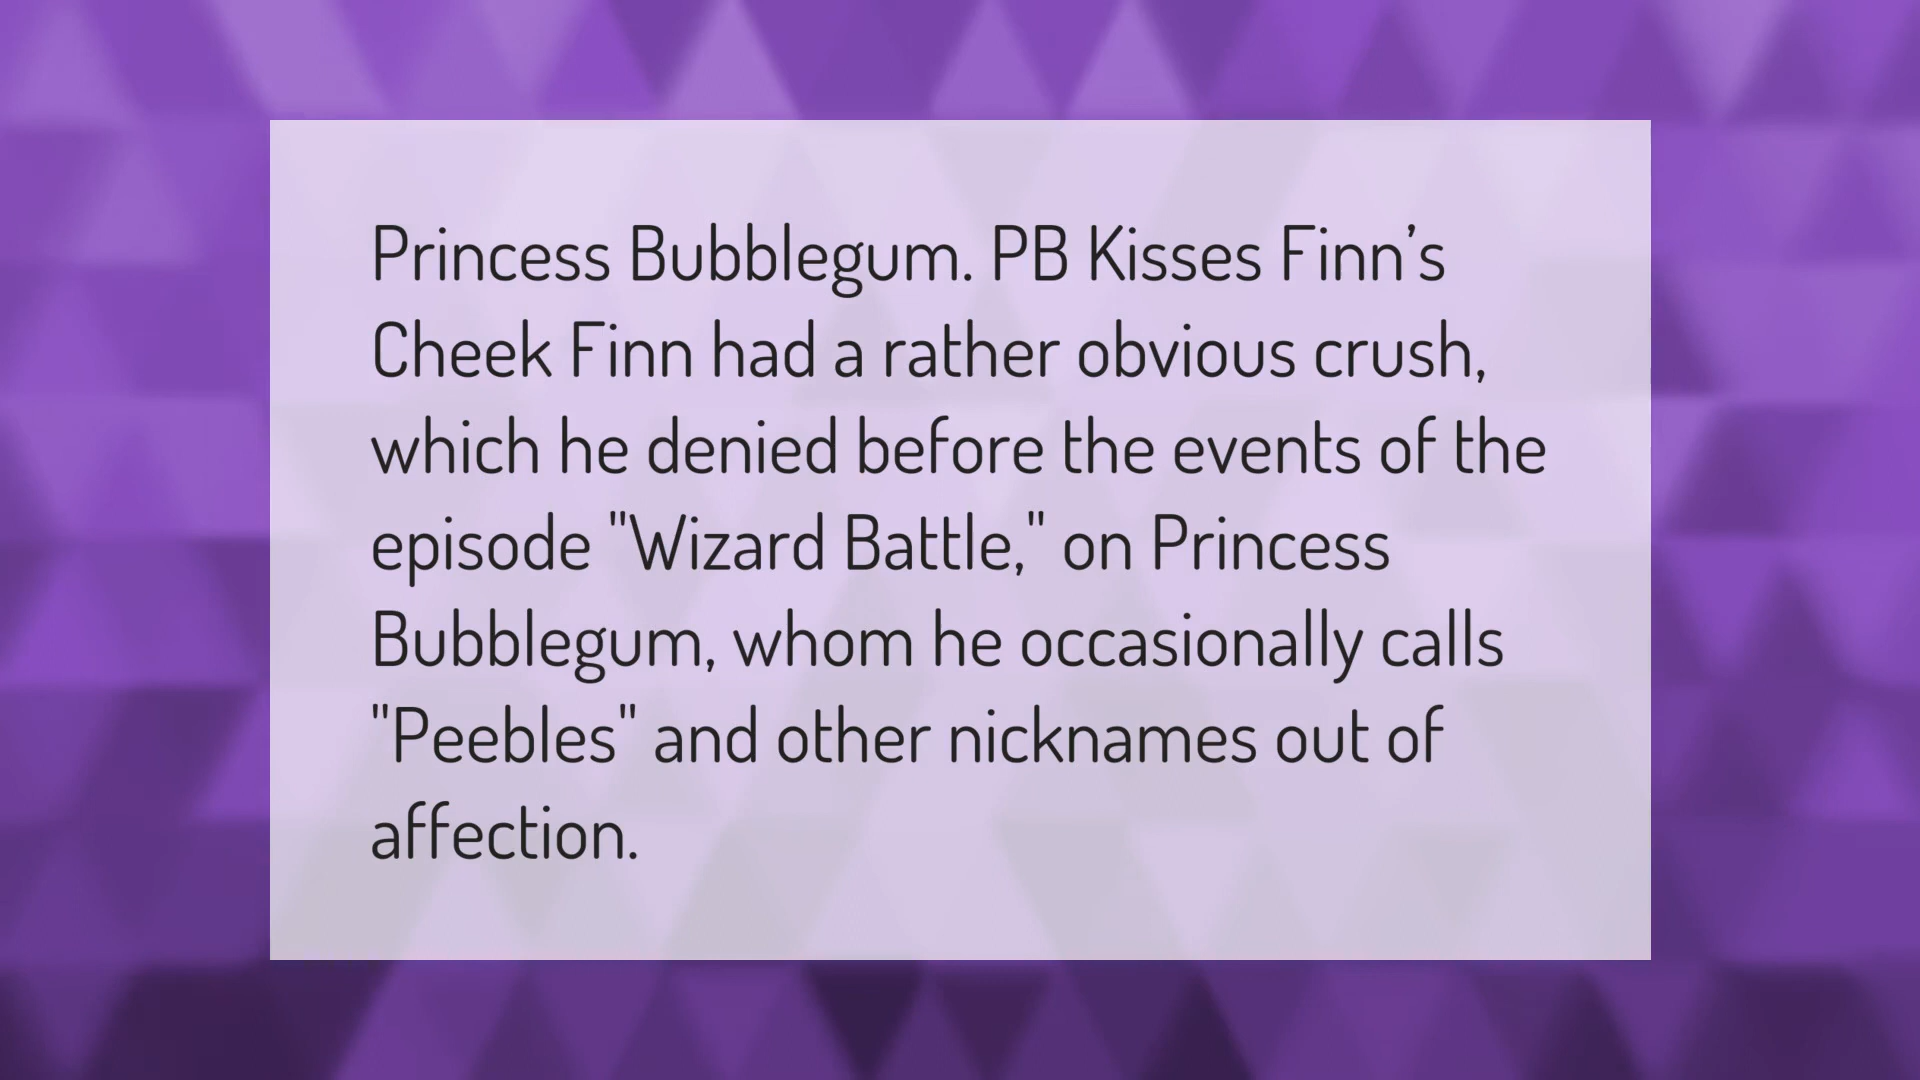 Princess Bubblegum. PB Kisses Finn’s
Cheek Finn had a rather obvious crush,
which he denied before the events of the
episode "Wizard Battle," on Princess
Bubblegum, whom he occasionally calls
"Peebles" and other nicknames out of
affection.